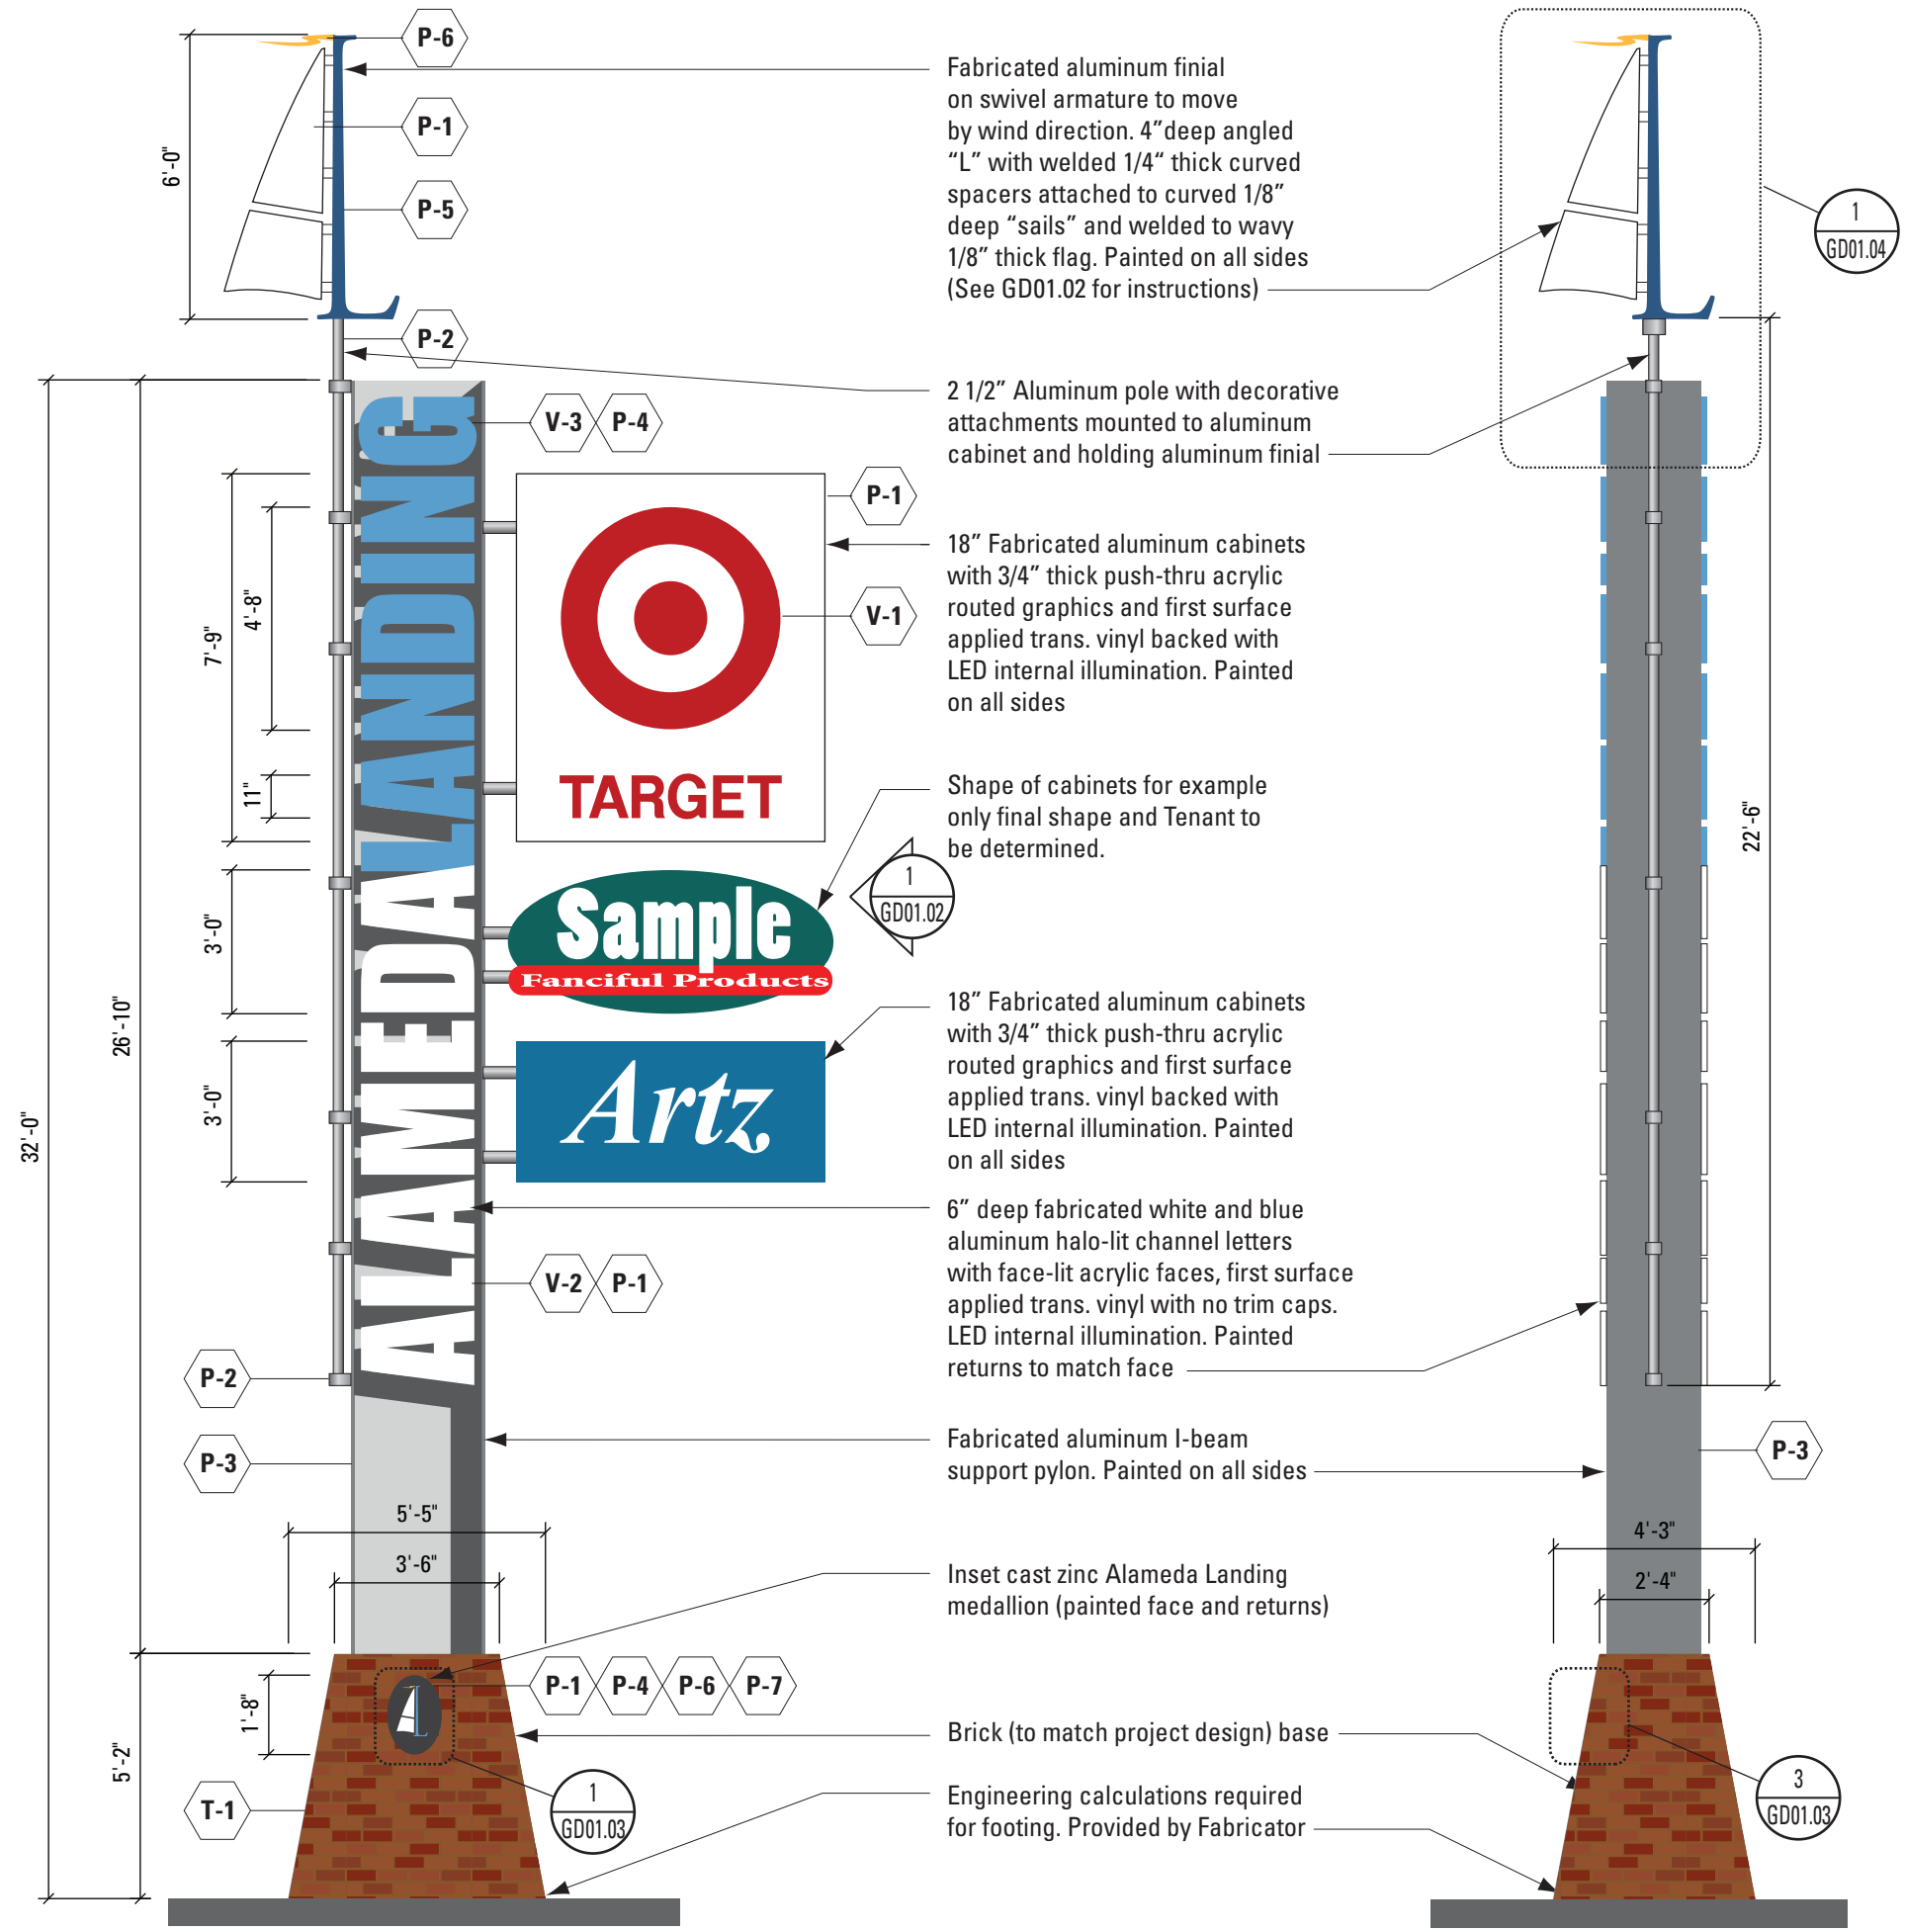 P-6
P-1
P-5
P-2
6'-0"
Fabricated aluminum finial
on swivel armature to move
by wind direction. 4”deep angled
“L” with welded 1/4“ thick curved
spacers attached to curved 1/8”
deep “sails” and welded to wavy
1/8” thick flag. Painted on all sides
(See GD01.02 for instructions)
1
GD01.04
2 1/2” Aluminum pole with decorative
attachments mounted to aluminum
cabinet and holding aluminum finial
V-3 P-4
P-1
18” Fabricated aluminum cabinets
with 3/4” thick push-thru acrylic
routed graphics and first surface
applied trans. vinyl backed with
LED internal illumination. Painted
on all sides
V-1
7'-9"
4'-8"
11"
TARGET
ALAMEDALANDING
Shape of cabinets for example
only final shape and Tenant to
be determined.
1
GD01.02
22'-6"
3'-0"
Sample
Fanciful Products
18” Fabricated aluminum cabinets
with 3/4” thick push-thru acrylic
routed graphics and first surface
applied trans. vinyl backed with
LED internal illumination. Painted
on all sides
3'-0"
Artz
26'-10"
32'-0"
6” deep fabricated white and blue
aluminum halo-lit channel letters
with face-lit acrylic faces, first surface
applied trans. vinyl with no trim caps.
LED internal illumination. Painted
returns to match face
V-2 P-1
P-2
P-3
Fabricated aluminum I-beam
support pylon. Painted on all sides
P-3
5'-5"
3'-6"
4'-3"
2'-4"
Inset cast zinc Alameda Landing
medallion (painted face and returns)
P-1 P-4 P-6 P-7
L
1'-8"
5'-2"
Brick (to match project design) base
T-1
1
GD01.03
Engineering calculations required
for footing. Provided by Fabricator
3
GD01.03